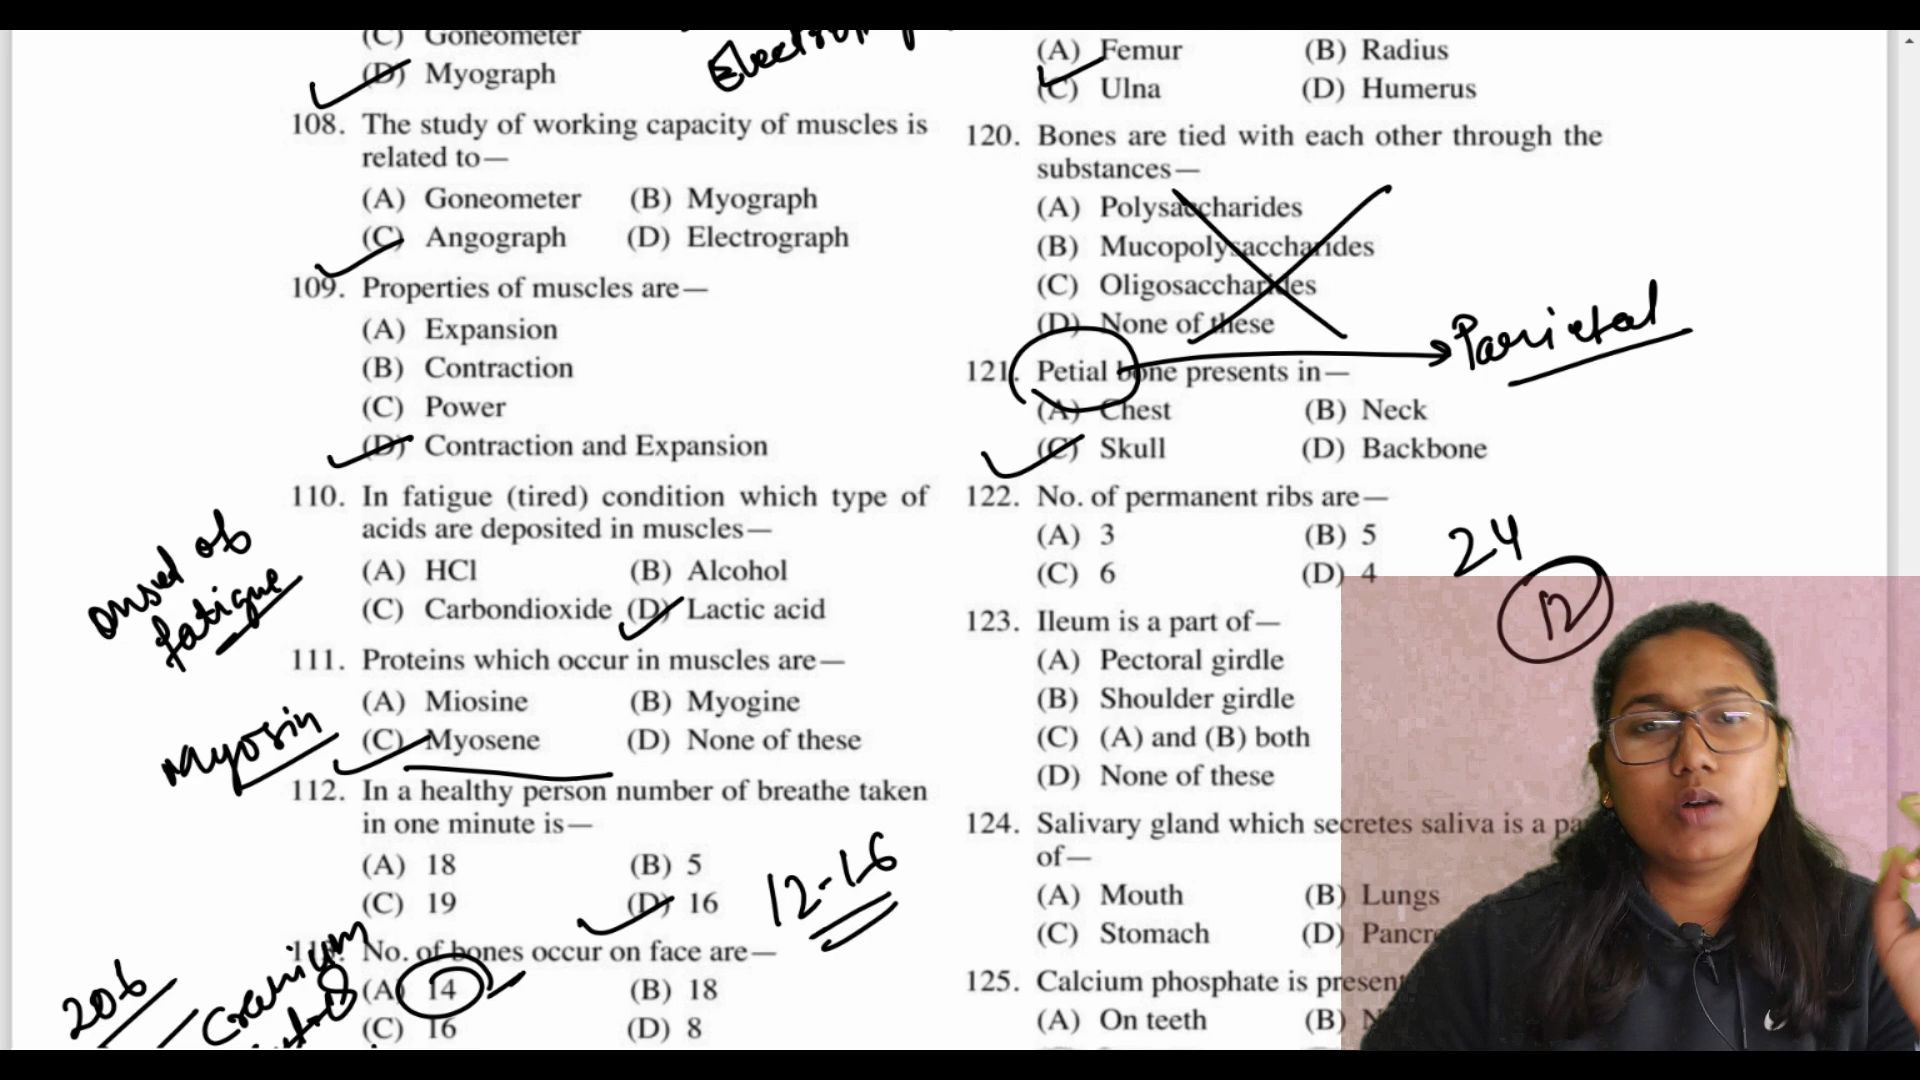 (C) Goneometer
(D) Myograph
108. The study of working capacity of muscles is
related to—
(A) Goneometer (B) Myograph
(C) Angograph (D) Electrograph
109. Properties of muscles are—
(A) Expansion
(B) Contraction
(C) Power
(D) Contraction and Expansion
110. In fatigue (tired) condition which type of
acids are deposited in muscles—
(A) HCl (B) Alcohol
(C) Carbondioxide (D) Lactic acid
onset of
fatigue
111. Proteins which occur in muscles are—
(A) Miosine (B) Myogine
(C) Myosene (D) None of these
Myosin
112. In a healthy person number of breathe taken
in one minute is—
(A) 18 (B) 5
(C) 19 (D) 16
12-16
No. of bones occur on face are—
(A) 14 (B) 18
(C) 16 (D) 8
206
Cranium
(A) Femur (B) Radius
(C) Ulna (D) Humerus
120. Bones are tied with each other through the
substances—
(A) Polysaccharides
(B) Mucopolysaccharides
(C) Oligosaccharides
(D) None of these
121. Petial bone presents in—
Parietal
(A) Chest (B) Neck
(C) Skull (D) Backbone
122. No. of permanent ribs are—
(A) 3 (B) 5
(C) 6 (D) 4
24
12
123. Ileum is a part of—
(A) Pectoral girdle
(B) Shoulder girdle
(C) (A) and (B) both
(D) None of these
124. Salivary gland which secretes saliva is a pa
of—
(A) Mouth (B) Lungs
(C) Stomach (D) Pancr
125. Calcium phosphate is present
(A) On teeth (B)